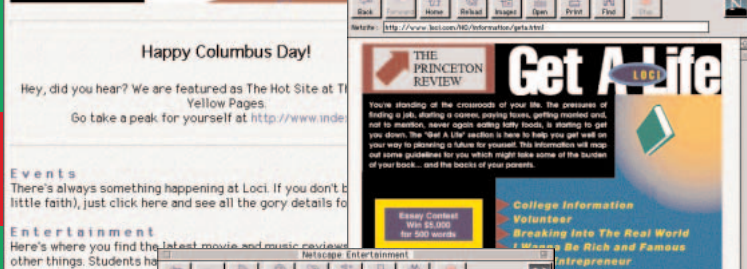 Happy Columbus Day!
Hey, did you hear? We are featured as The Hot Site at Th
Yellow Pages.
Go take a peak for yourself at http://www.index
Events
There's always something happening at Loci. If you don't b
little faith), just click here and see all the gory details fo
Entertainment
Here's where you find the latest movie and music reviews
other things. Students ha
Back Forward Home Reload Images Open Print Find Stop
Netsite: http://www.loci.com/HO/information/geta.html
THE
PRINCETON
REVIEW
Get A Life
LOCI
You're standing at the crossroads of your life. The pressures of
finding a job, starting a career, paying taxes, getting married and,
not to mention, never again eating fatty foods, is starting to get
you down. The "Get A Life" section is here to help you get well on
your way to planning a future for yourself. This information will map
out some guidelines for you which might take some of the burden
of your back... and the backs of your parents.
Essay Contest
Win $5,000
for 500 words
College Information
Volunteer
Breaking Into The Real World
I Wanna Be Rich and Famous
Entrepreneur
Netscape Entertainment
N